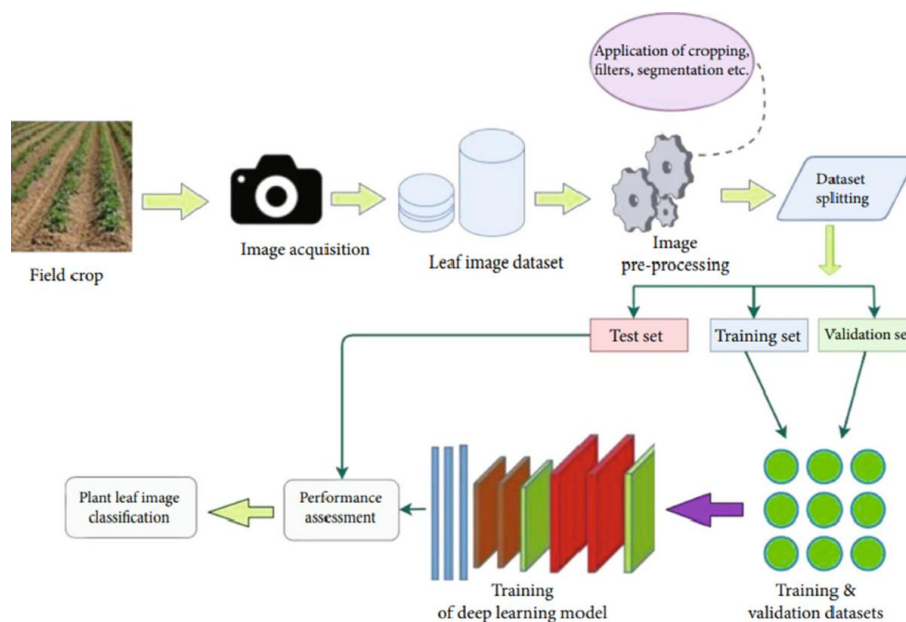 Application of cropping,
filters, segmentation etc.
Field crop
Image acquisition
Leaf image dataset
Image
pre-processing
Dataset
splitting
Test set
Training set
Validation se
Plant leaf image
classification
Performance
assessment
Training
of deep learning model
Training &
validation datasets